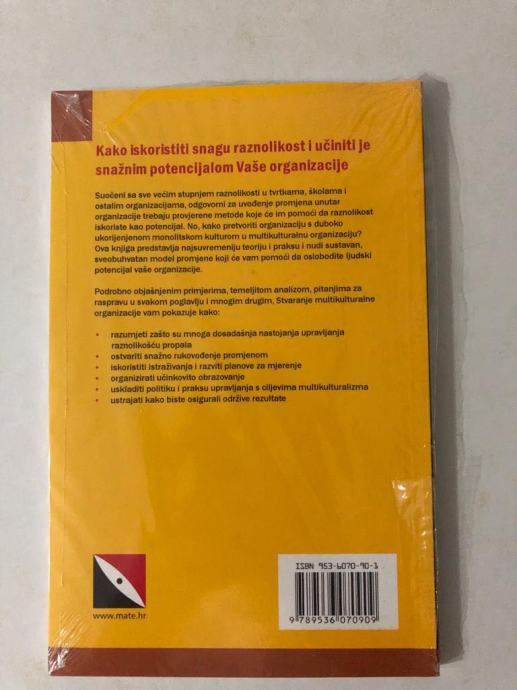 Kako iskoristiti snagu raznolikost i učiniti je
snažnim potencijalom Vaše organizacije
Suočeni sa sve većim stupnjem raznolikosti u tvrtkama, školama i
ostalim organizacijama, odgovorni za uvođenje promjena unutar
organizacije trebaju provjerene metode koje će im pomoći da raznolikost
iskoriste kao potencijal. No, kako pretvoriti organizaciju s duboko
ukorijenjenom monolitskom kulturom u multikulturalnu organizaciju?
Ova knjiga predstavlja najsuvremeniju teoriju i praksu i nudi sustavan,
sveobuhvatan model promjene koji će vam pomoći da oslobodite ljudski
potencijal vaše organizacije.
Podrobno objašnjenim primjerima, temeljitom analizom, pitanjima za
raspravu u svakom poglavlju i mnogim drugim, Stvaranje multikulturalne
organizacije vam pokazuje kako:
• razumjeti zašto su mnoga dosadašnja nastojanja upravljanja
raznolikošću propala
• ostvariti snažno rukovođenje promjenom
• iskoristiti istraživanja i razviti planove za mjerenje
• organizirati učinkovito obrazovanje
• uskladiti politiku i praksu upravljanja s ciljevima multikulturalizma
• ustrajati kako biste osigurali održive rezultate
www.mate.hr
ISBN 953-6070-90-1
9 789536 070909